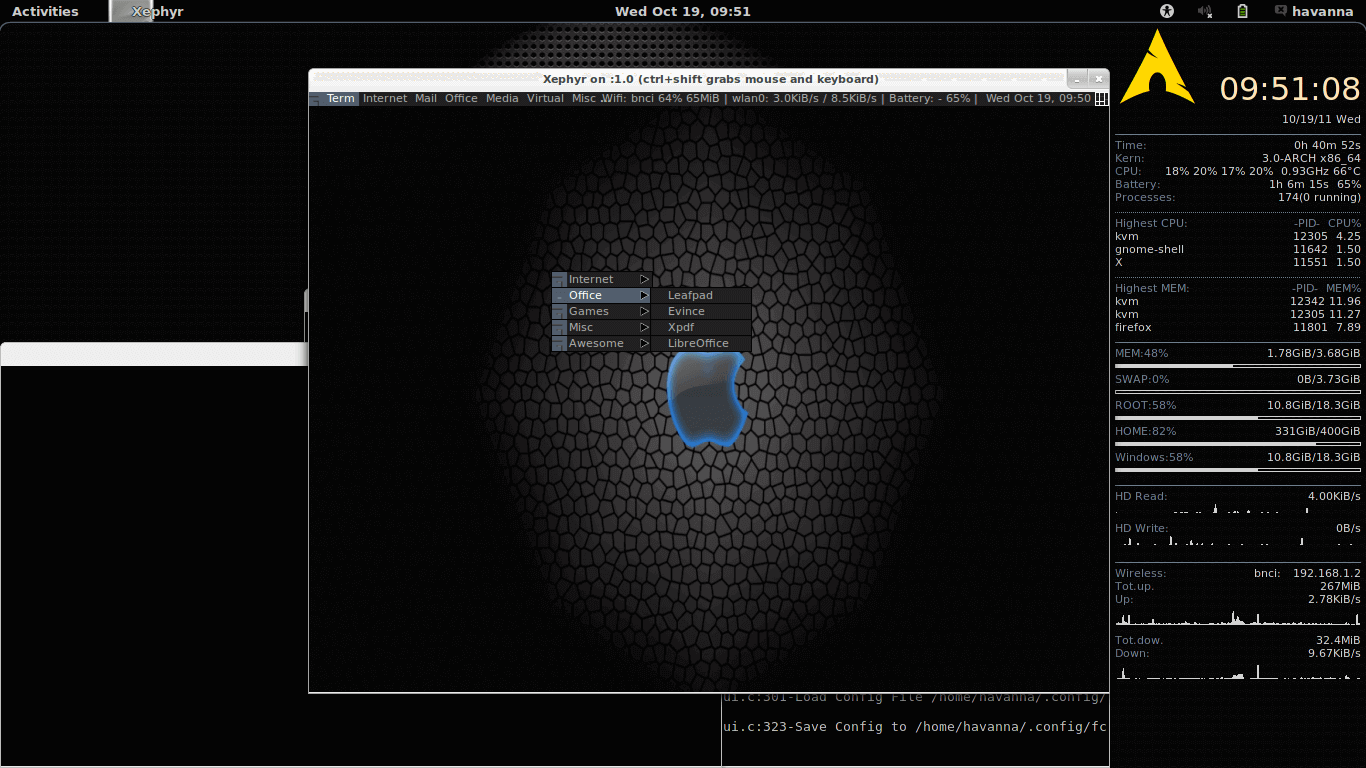 Activities Xephyr Wed Oct 19, 09:51 havanna
Xephyr on :1.0 (ctrl+shift grabs mouse and keyboard)
Term Internet Mail Office Media Virtual Misc Wifi: bnci 64% 65MiB | wlan0: 3.0KiB/s / 8.5KiB/s | Battery: - 65% | Wed Oct 19, 09:50
Internet
Office
Games
Misc
Awesome
Leafpad
Evince
Xpdf
LibreOffice
ui.c:301-Load Config File /home/havanna/.config/
ui.c:323-Save Config to /home/havanna/.config/fc
09:51:08
10/19/11 Wed
Time: 0h 40m 52s
Kern: 3.0-ARCH x86_64
CPU: 18% 20% 17% 20% 0.93GHz 66°C
Battery: 1h 6m 15s 65%
Processes: 174(0 running)
Highest CPU: -PID- CPU%
kvm 12305 4.25
gnome-shell 11642 1.50
X 11551 1.50
Highest MEM: -PID- MEM%
kvm 12342 11.96
kvm 12305 11.27
firefox 11801 7.89
MEM:48% 1.78GiB/3.68GiB
SWAP:0% 0B/3.73GiB
ROOT:58% 10.8GiB/18.3GiB
HOME:82% 331GiB/400GiB
Windows:58% 10.8GiB/18.3GiB
HD Read: 4.00KiB/s
HD Write: 0B/s
Wireless: bnci: 192.168.1.2
Tot.up. 267MiB
Up: 2.78KiB/s
Tot.dow. 32.4MiB
Down: 9.67KiB/s